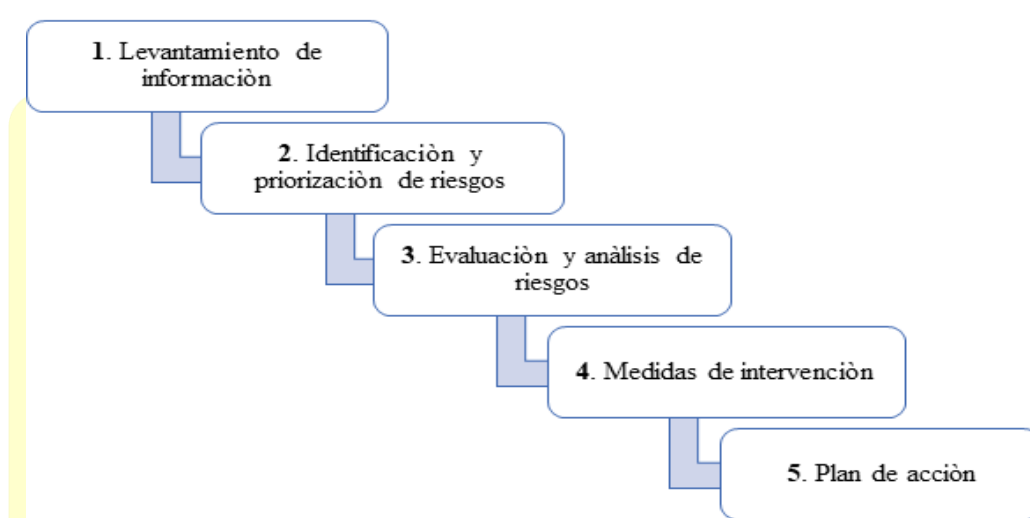 1. Levantamiento de
informaciòn
2. Identificaciòn y
priorizaciòn de riesgos
3. Evaluaciòn y anàlisis de
riesgos
4. Medidas de intervenciòn
5. Plan de acciòn